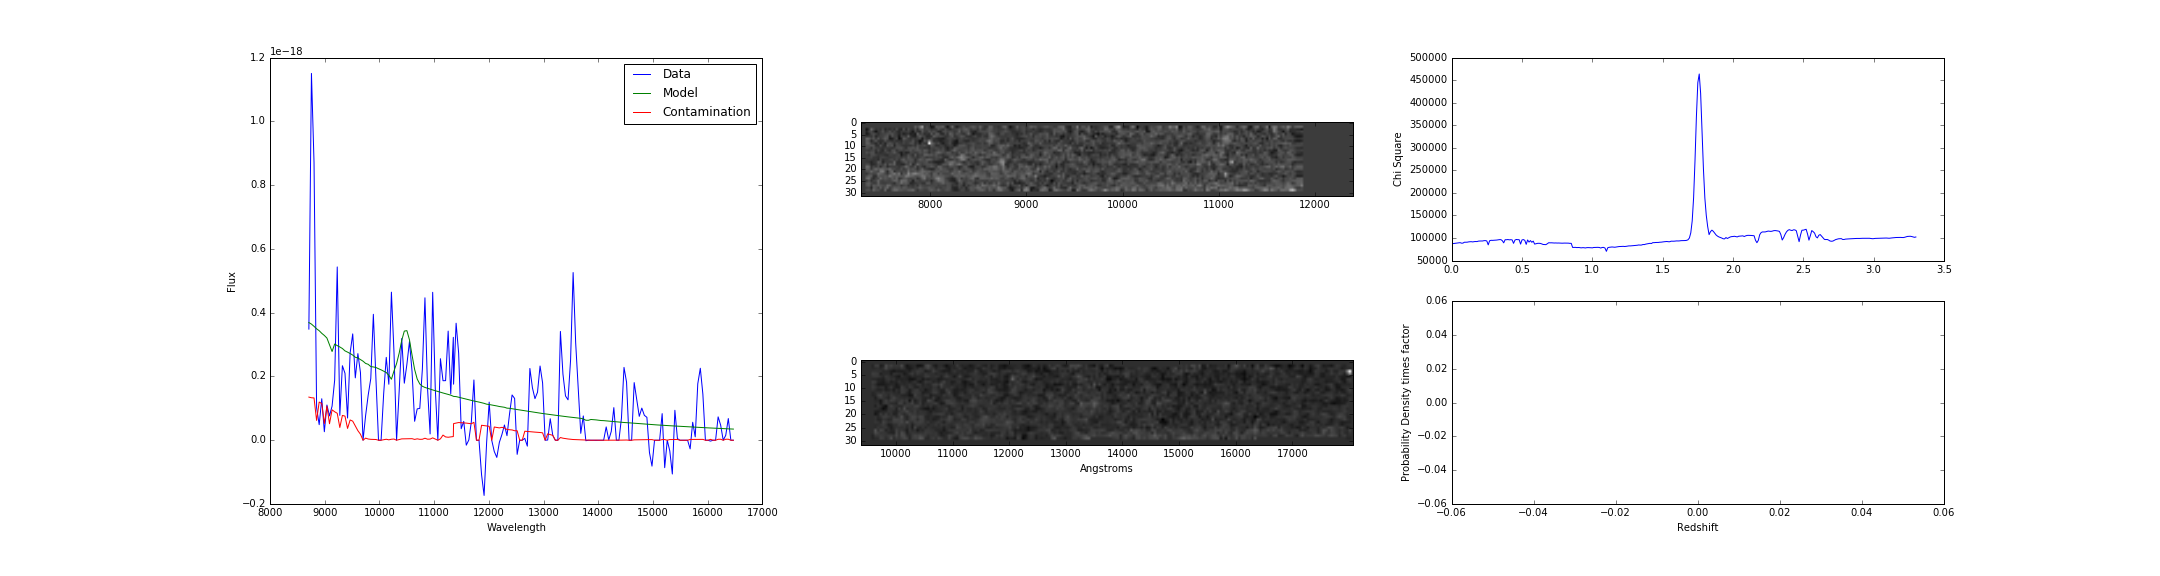 1e−18
1.2
1.0
0.8
0.6
0.4
0.2
0.0
−0.2
Flux
8000 9000 10000 11000 12000 13000 14000 15000 16000 17000
Wavelength
Data
Model
Contamination
0
5
10
15
20
25
30
8000 9000 10000 11000 12000
0
5
10
15
20
25
30
10000 11000 12000 13000 14000 15000 16000 17000
Angstroms
500000
450000
400000
350000
300000
250000
200000
150000
100000
50000
Chi Square
0.0 0.5 1.0 1.5 2.0 2.5 3.0 3.5
0.06
0.04
0.02
0.00
−0.02
−0.04
−0.06
Probability Density times factor
−0.06 −0.04 −0.02 0.00 0.02 0.04 0.06
Redshift